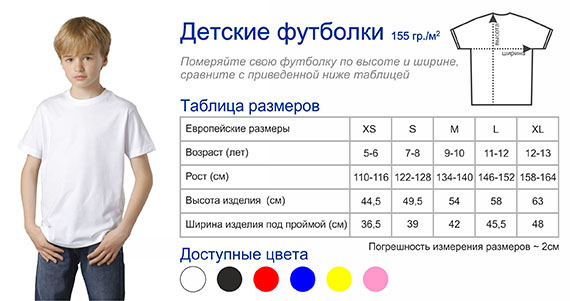 Детские футболки 155 гр./м²
высота
ширина
Померяйте свою футболку по высоте и ширине,
сравните с приведенной ниже таблицей
Таблица размеров
Европейские размеры XS S M L XL
Возраст (лет) 5-6 7-8 9-10 11-12 12-13
Рост (см) 110-116 122-128 134-140 146-152 158-164
Высота изделия (см) 44,5 49,5 54 58 63
Ширина изделия под проймой (см) 36,5 39 42 45,5 48
Погрешность измерения размеров ~ 2см
Доступные цвета